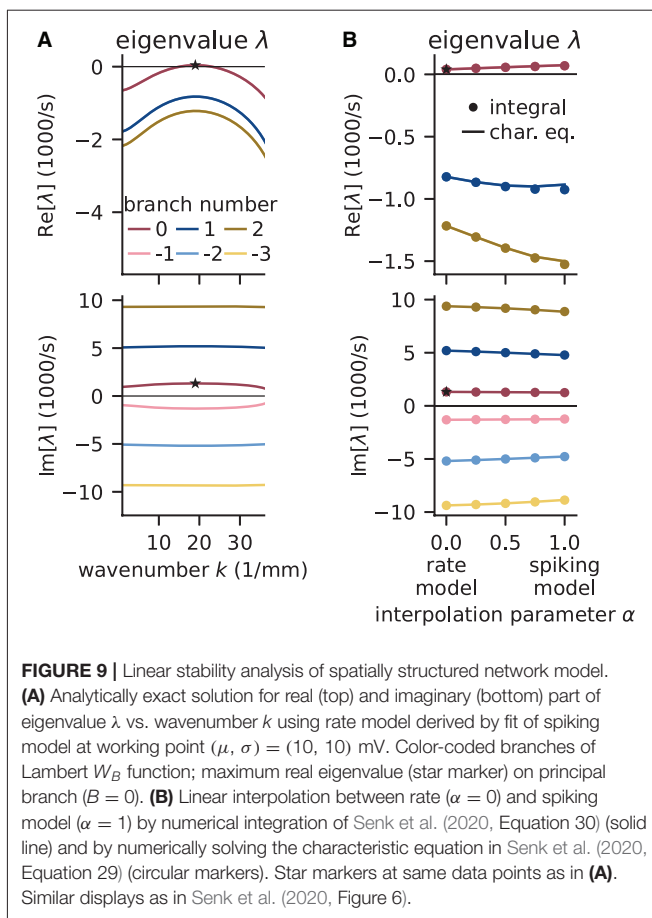 A
eigenvalue λ
0
−2
−4
Re[λ] (1000/s)
branch number
0 1 2
-1 -2 -3
10
5
0
−5
−10
Im[λ] (1000/s)
10 20 30
wavenumber k (1/mm)
B
eigenvalue λ
0.0
−0.5
−1.0
−1.5
Re[λ] (1000/s)
integral
char. eq.
10
5
0
−5
−10
Im[λ] (1000/s)
0.0 0.5 1.0
rate spiking
model model
interpolation parameter α
FIGURE 9 | Linear stability analysis of spatially structured network model.
(A) Analytically exact solution for real (top) and imaginary (bottom) part of
eigenvalue λ vs. wavenumber k using rate model derived by fit of spiking
model at working point (μ, σ) = (10, 10) mV. Color-coded branches of
Lambert W_B function; maximum real eigenvalue (star marker) on principal
branch (B = 0). (B) Linear interpolation between rate (α = 0) and spiking
model (α = 1) by numerical integration of Senk et al. (2020, Equation 30) (solid
line) and by numerically solving the characteristic equation in Senk et al. (2020,
Equation 29) (circular markers). Star markers at same data points as in (A).
Similar displays as in Senk et al. (2020, Figure 6).